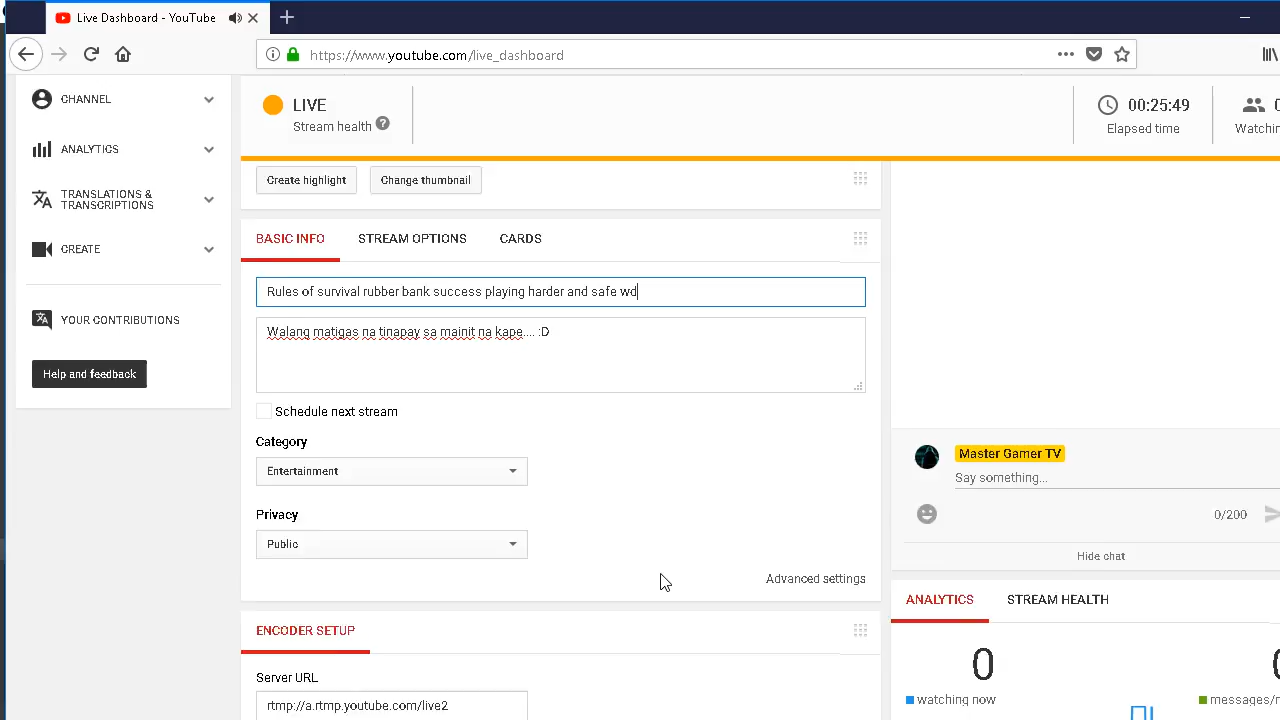 Live Dashboard - YouTube
https://www.youtube.com/live_dashboard
CHANNEL
ANALYTICS
TRANSLATIONS &
TRANSCRIPTIONS
CREATE
YOUR CONTRIBUTIONS
Help and feedback
LIVE
Stream health
00:25:49
Elapsed time
Create highlight
Change thumbnail
BASIC INFO
STREAM OPTIONS
CARDS
Rules of survival rubber bank success playing harder and safe wd
Walang matigas na tinapay sa mainit na kape.... :D
Schedule next stream
Category
Entertainment
Privacy
Public
Advanced settings
ENCODER SETUP
Server URL
rtmp://a.rtmp.youtube.com/live2
Master Gamer TV
Say something...
0/200
Hide chat
ANALYTICS
STREAM HEALTH
0
watching now